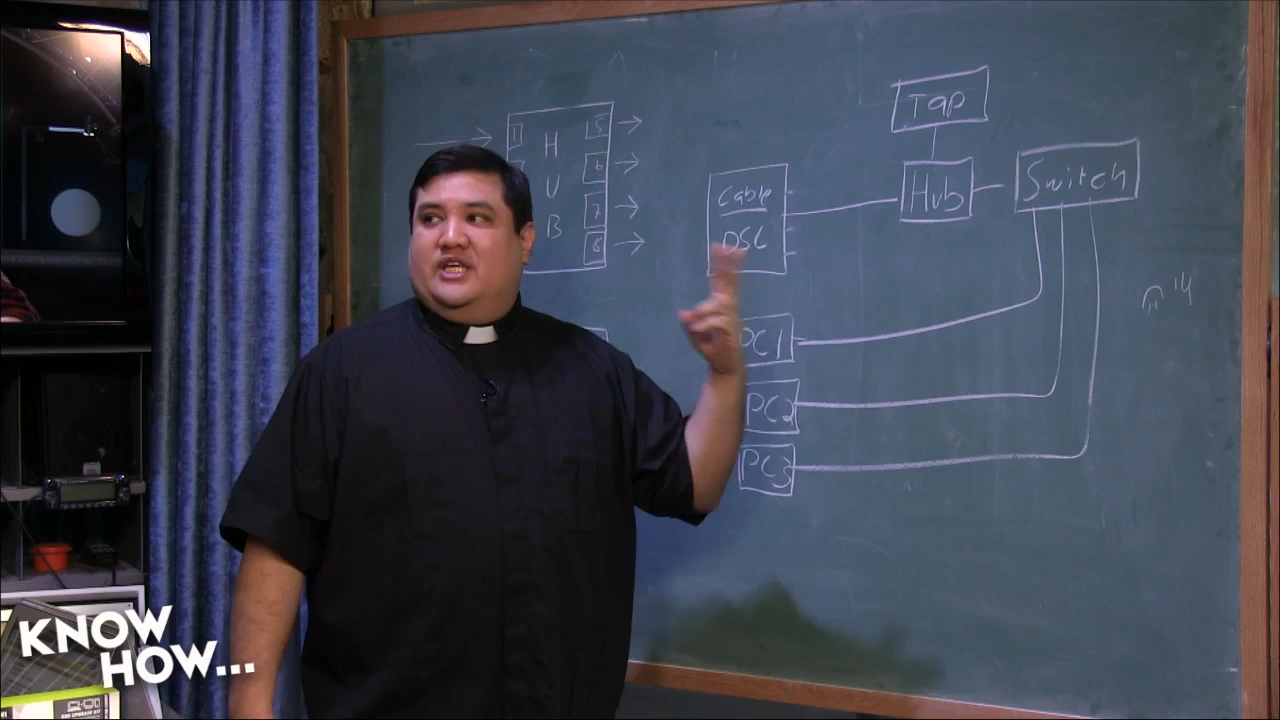 H
U
B
5
6
7
8
Tap
Cable
DSL
Hub
Switch
PC1
PC2
PC3
KNOW
HOW...